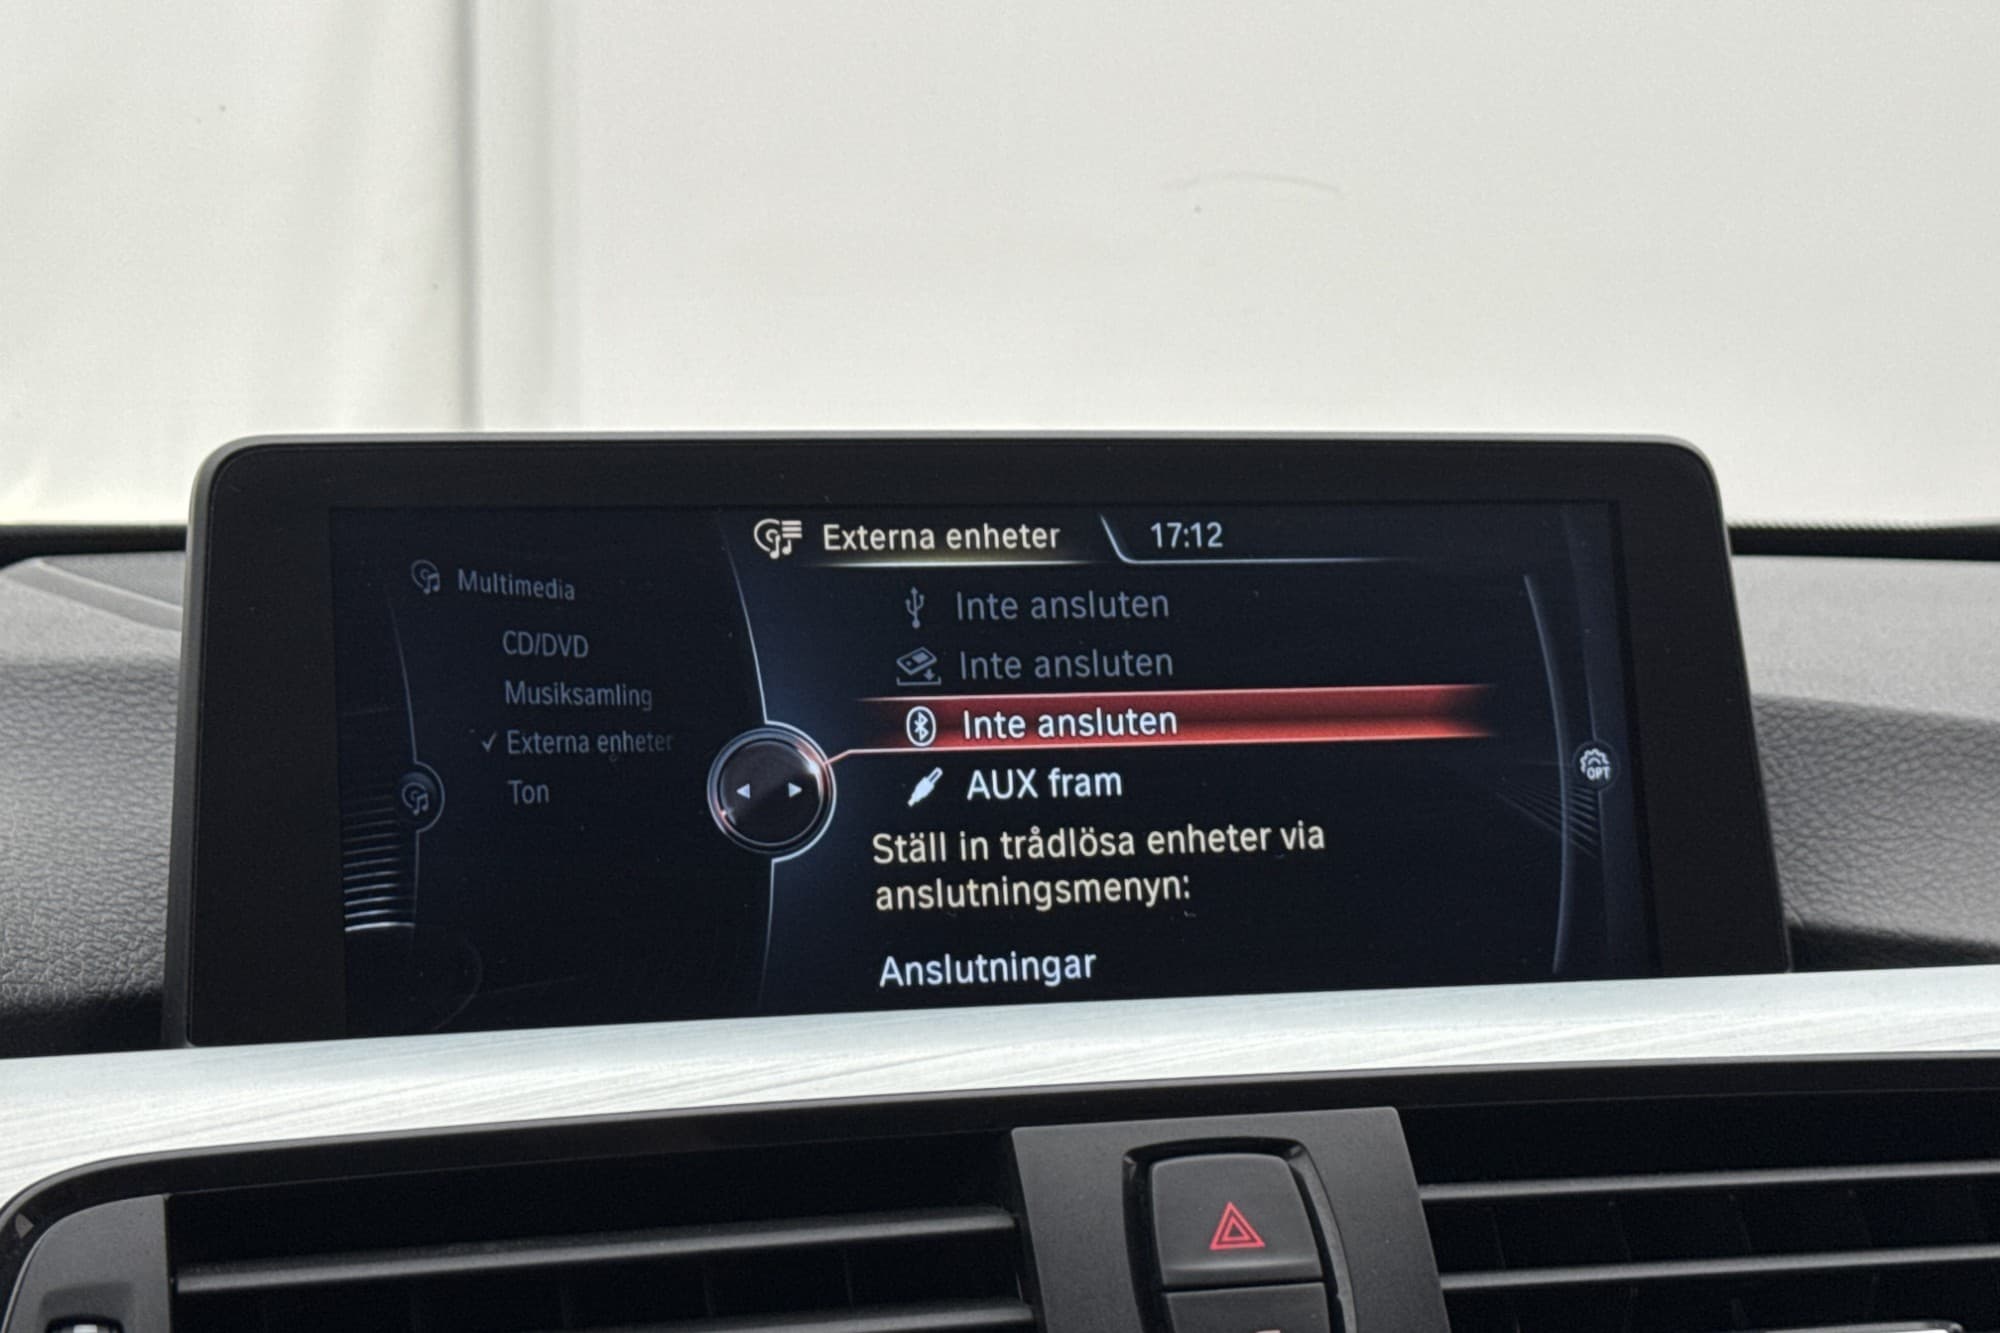 Externa enheter 17:12
Multimedia
CD/DVD
Musiksamling
✓ Externa enheter
Ton
Inte ansluten
Inte ansluten
Inte ansluten
AUX fram
Ställ in trådlösa enheter via
anslutningsmenyn:
Anslutningar
OPT